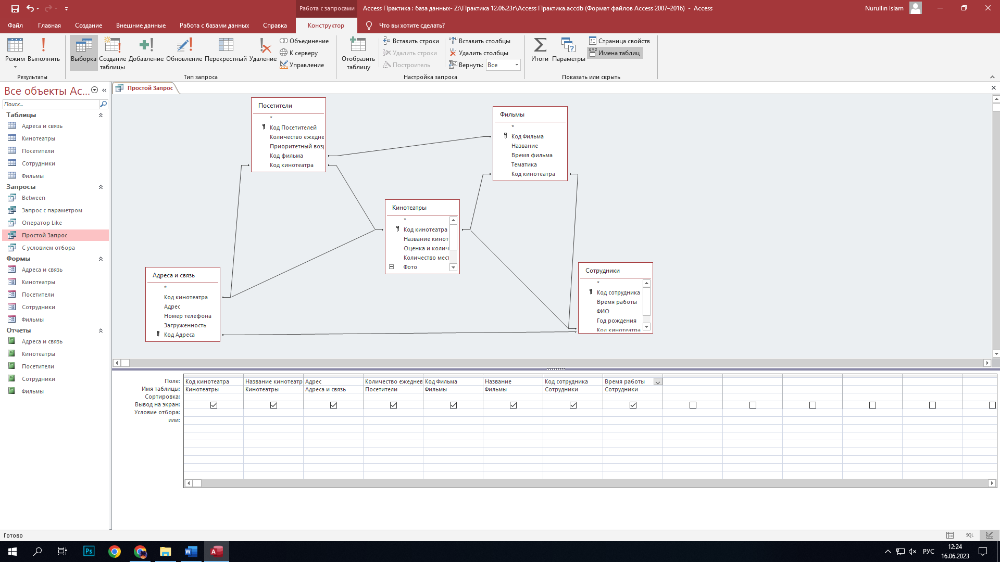 Работа с запросами
Access Практика : база данных- Z:\Практика 12.06.23г\Access Практика.accdb (Формат файлов Access 2007–2016)  -  Access
Nurullin Islam
Файл
Главная
Создание
Внешние данные
Работа с базами данных
Справка
Конструктор
Что вы хотите сделать?
Режим
Выполнить
Результаты
Выборка
Создание таблицы
Добавление
Обновление
Перекрестный
Удаление
Объединение
К серверу
Управление
Тип запроса
Отобразить таблицу
Вставить строки
Удалить строки
Построитель
Вставить столбцы
Удалить столбцы
Вернуть: Все
Настройка запроса
Итоги
Параметры
Страница свойств
XYZ Имена таблиц
Показать или скрыть
Все объекты Ac...
Поиск...
Таблицы
Адреса и связь
Кинотеатры
Посетители
Сотрудники
Фильмы
Запросы
Between
Запрос с параметром
Оператор Like
Простой Запрос
С условием отбора
Формы
Адреса и связь
Кинотеатры
Посетители
Сотрудники
Фильмы
Отчеты
Адреса и связь
Кинотеатры
Посетители
Сотрудники
Фильмы
Простой Запрос
Посетители
*
Код Посетителей
Количество ежедне
Приоритетный возр
Код фильма
Код кинотеатра
Фильмы
*
Код Фильма
Название
Время фильма
Тематика
Код кинотеатра
Кинотеатры
*
Код кинотеатра
Название кинот
Оценка и колич
Количество мест
Фото
Адреса и связь
*
Код кинотеатра
Адрес
Номер телефона
Загруженность
Код Адреса
Сотрудники
*
Код сотрудника
Время работы
ФИО
Год рождения
Код кинотеатра
Поле: Код кинотеатра Название кинотеатр Адрес Количество ежеднев Код Фильма Название Код сотрудника Время работы
Имя таблицы: Кинотеатры Кинотеатры Адреса и связь Посетители Фильмы Фильмы Сотрудники Сотрудники
Сортировка:
Вывод на экран:
Условие отбора:
или:
Готово
SQL
Ps
РУС
12:24
16.06.2023